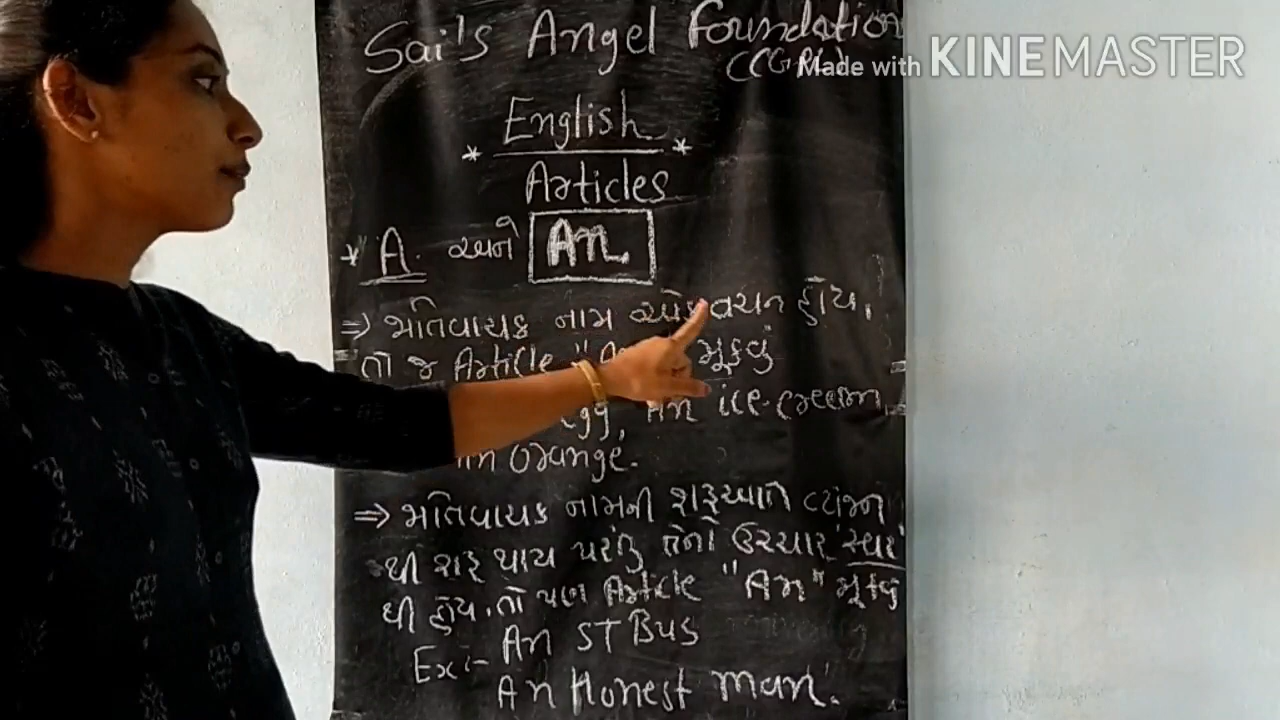 Sai's Angel Foundation
Made with KINEMASTER
English
* *
Articles
* A. અને An
⇒ જાતિવાચક નામ એકવચન હોય,
તો જ Article "An મૂકવું
Egg, An ice-cream,
An Orange.
⇒ જાતિવાચક નામની શરૂઆત વ્યંજન
થી શરૂ થાય પરંતુ તેનો ઉચ્ચાર સ્વર
થી હોય, તો પણ Article "An" મૂકવું
Ex:- An ST Bus
An Honest man.